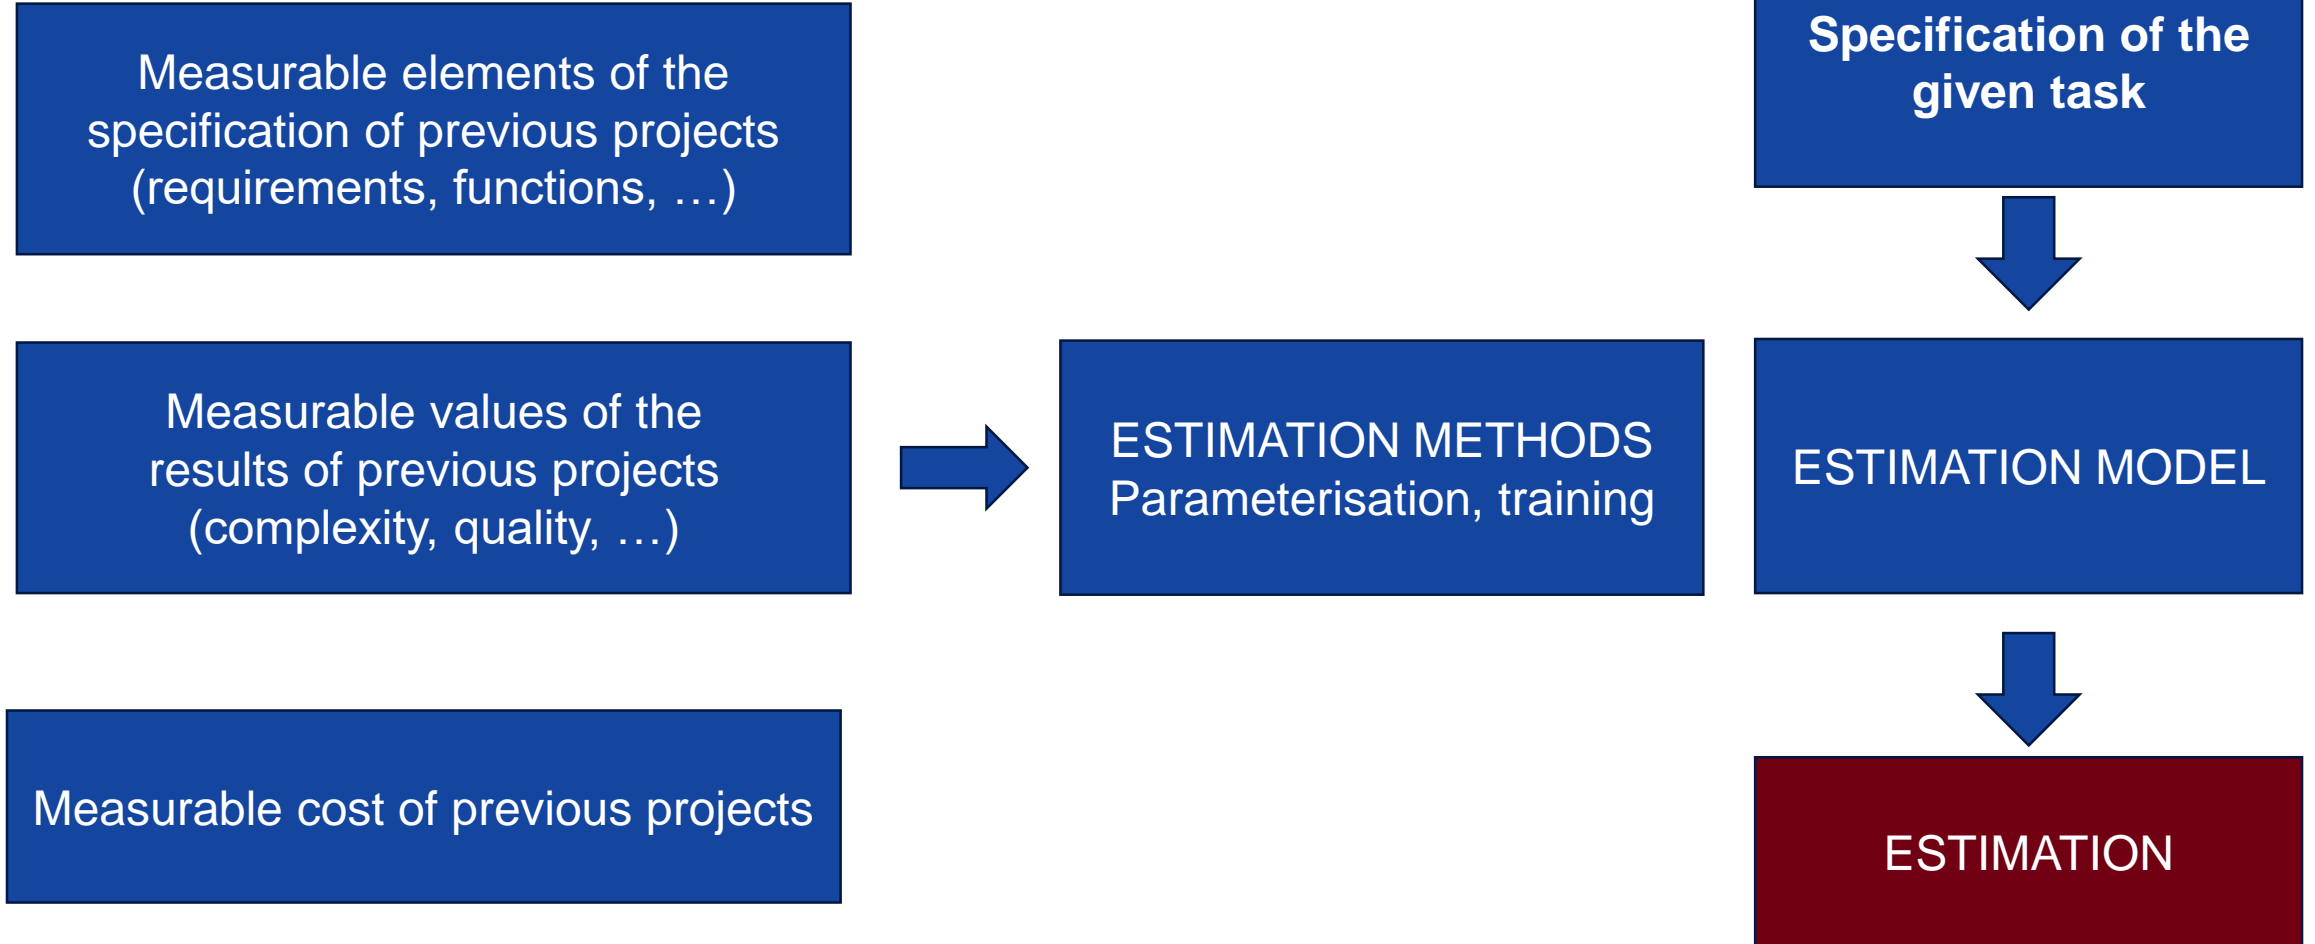 Measurable elements of the
specification of previous projects
(requirements, functions, …)
Measurable values of the
results of previous projects
(complexity, quality, …)
Measurable cost of previous projects
ESTIMATION METHODS
Parameterisation, training
Specification of the
given task
ESTIMATION MODEL
ESTIMATION